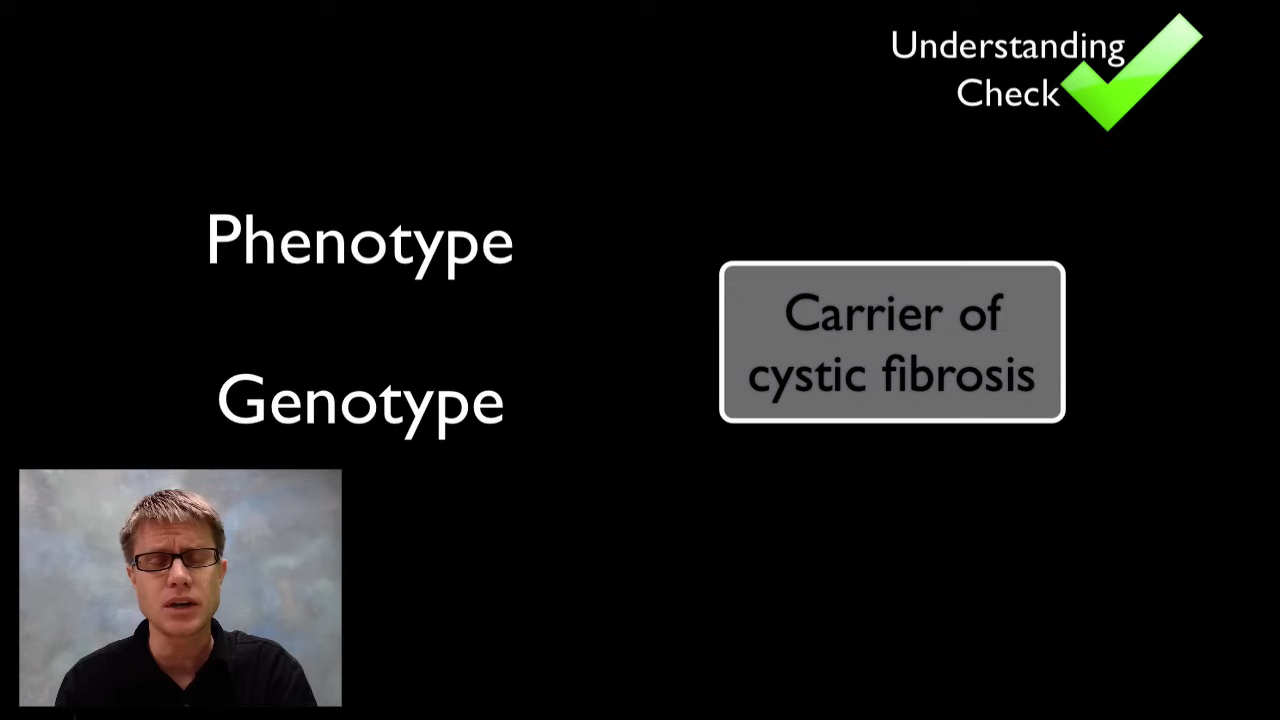 Understanding
Check
Phenotype
Genotype
Carrier of
cystic fibrosis